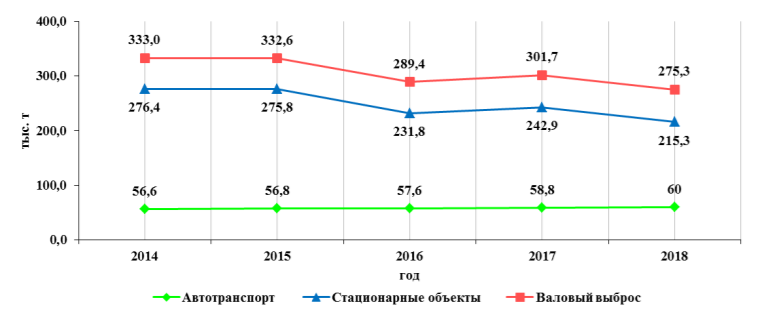 400,0
300,0
200,0
100,0
0,0
тыс. т
333,0 332,6 289,4 301,7 275,3
276,4 275,8 231,8 242,9 215,3
56,6 56,8 57,6 58,8 60
2014 2015 2016 2017 2018
год
Автотранспорт Стационарные объекты Валовый выброс